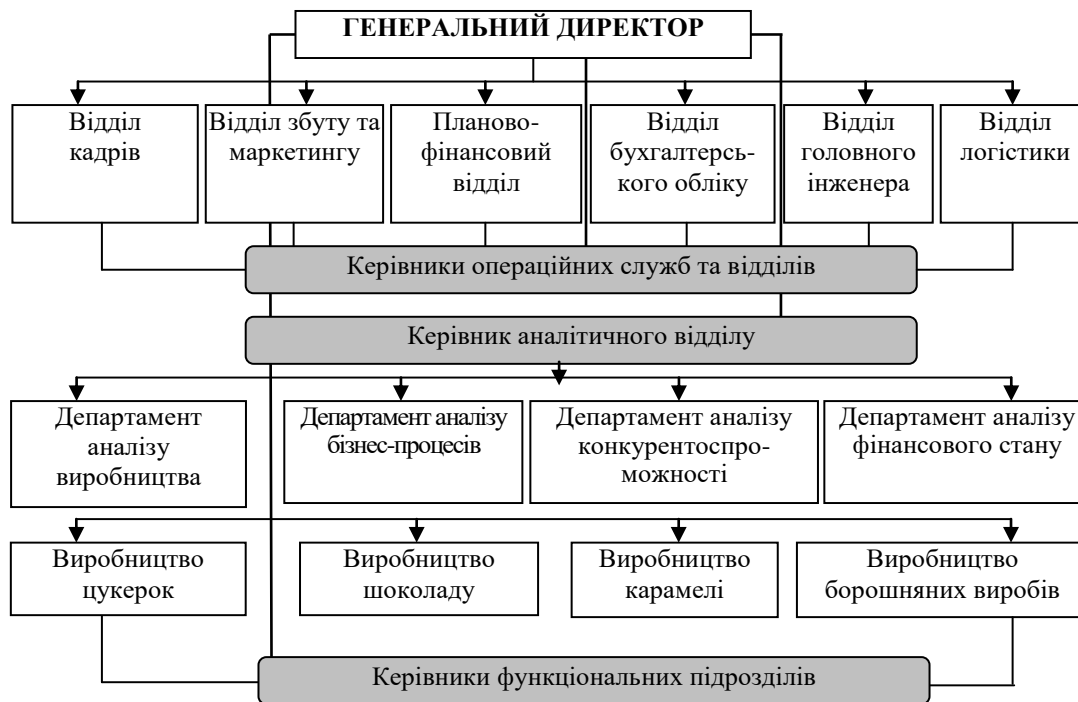 ГЕНЕРАЛЬНИЙ ДИРЕКТОР
Відділ
кадрів
Відділ збуту та
маркетингу
Планово-
фінансовий
відділ
Відділ
бухгалтерсь-
кого обліку
Відділ
головного
інженера
Відділ
логістики
Керівники операційних служб та відділів
Керівник аналітичного відділу
Департамент
аналізу
виробництва
Департамент аналізу
бізнес-процесів
Департамент аналізу
конкурентоспро-
можності
Департамент аналізу
фінансового стану
Виробництво
цукерок
Виробництво
шоколаду
Виробництво
карамелі
Виробництво
борошняних виробів
Керівники функціональних підрозділів